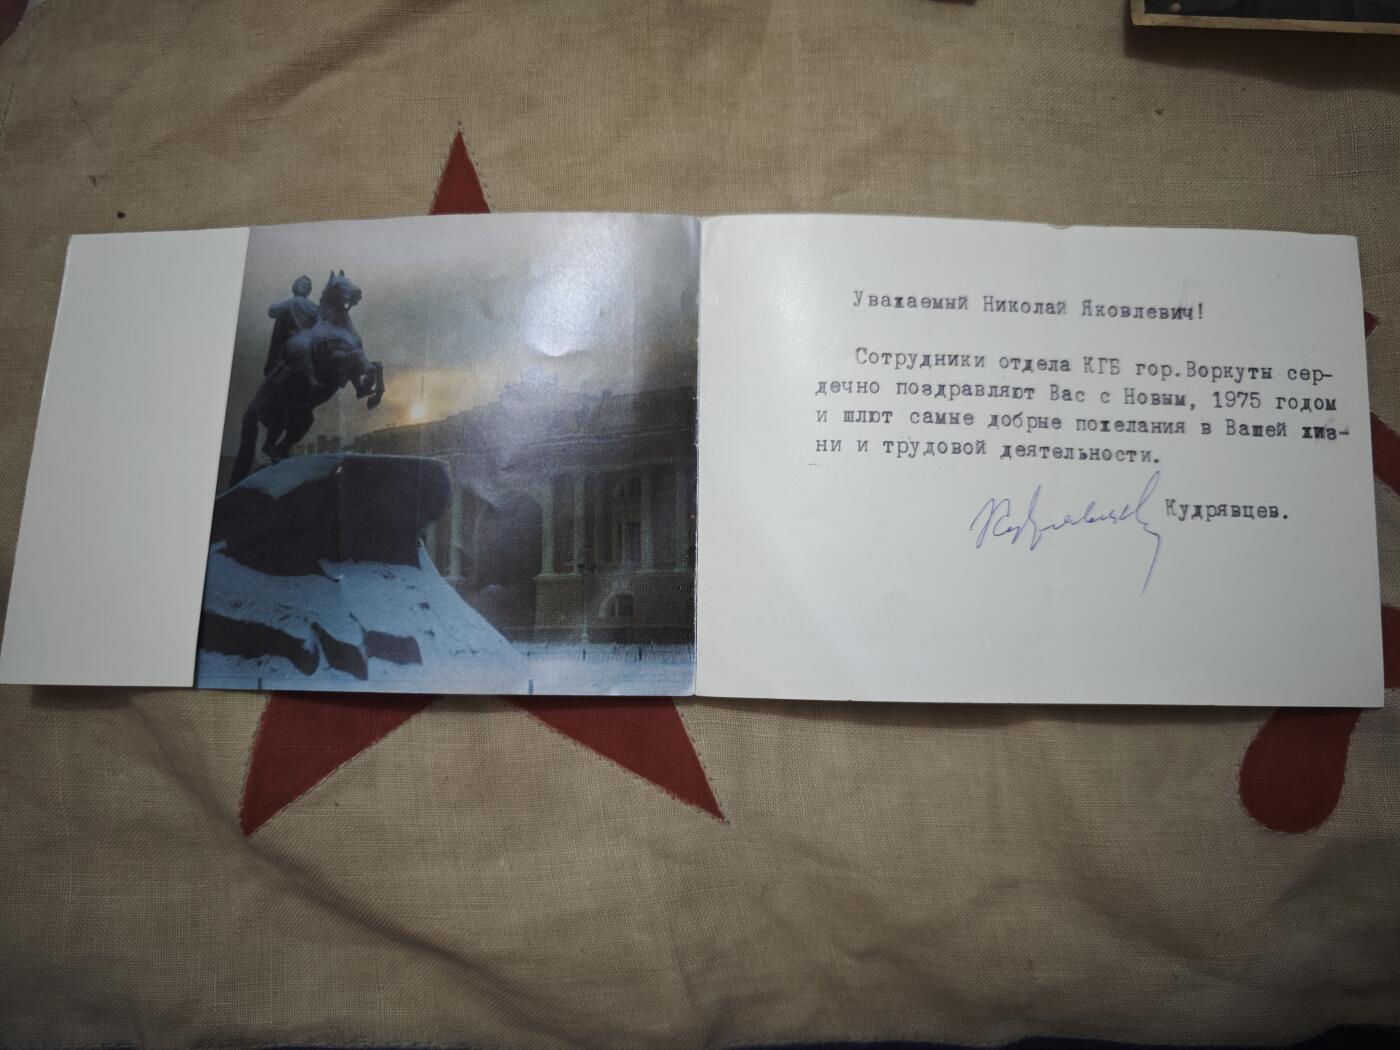 Уважаемый Николай Яковлевич!
Сотрудники отдела КГБ гор.Воркуты сер-
дечно поздравляют Вас с Новым, 1975 годом
и шлют самые добрые пожелания в Вашей жиз-
ни и трудовой деятельности.
Кудрявцев.